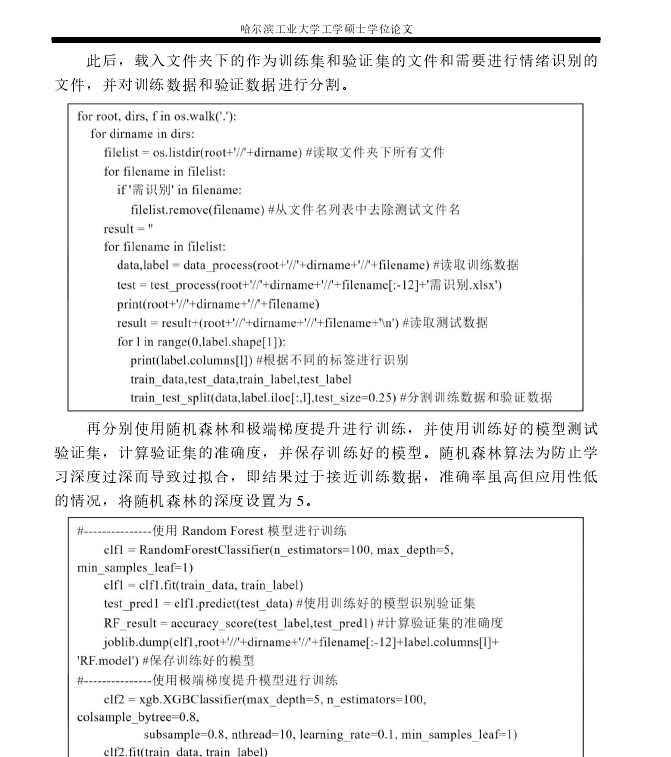 哈尔滨工业大学工学硕士学位论文
此后，载入文件夹下的作为训练集和验证集的文件和需要进行情绪识别的
文件，并对训练数据和验证数据进行分割。
for root, dirs, f in os.walk('.'):
for dirname in dirs:
filelist = os.listdir(root+'//'+dirname) #读取文件夹下所有文件
for filename in filelist:
if '需识别' in filename:
filelist.remove(filename) #从文件名列表中去除测试文件名
result = ''
for filename in filelist:
data,label = data_process(root+'//'+dirname+'//'+filename) #读取训练数据
test = test_process(root+'//'+dirname+'//'+filename[:-12]+'需识别.xlsx')
print(root+'//'+dirname+'//'+filename)
result = result+(root+'//'+dirname+'//'+filename+'\n') #读取测试数据
for l in range(0,label.shape[1]):
print(label.columns[l]) #根据不同的标签进行识别
train_data,test_data,train_label,test_label
train_test_split(data,label.iloc[:,l],test_size=0.25) #分割训练数据和验证数据
再分别使用随机森林和极端梯度提升进行训练，并使用训练好的模型测试
验证集，计算验证集的准确度，并保存训练好的模型。随机森林算法为防止学
习深度过深而导致过拟合，即结果过于接近训练数据，准确率虽高但应用性低
的情况，将随机森林的深度设置为 5。
#---------------使用 Random Forest 模型进行训练
clf1 = RandomForestClassifier(n_estimators=100, max_depth=5,
min_samples_leaf=1)
clf1 = clf1.fit(train_data, train_label)
test_pred1 = clf1.predict(test_data) #使用训练好的模型识别验证集
RF_result = accuracy_score(test_label,test_pred1) #计算验证集的准确度
joblib.dump(clf1,root+'//'+dirname+'//'+filename[:-12]+label.columns[l]+
'RF.model') #保存训练好的模型
#---------------使用极端梯度提升模型进行训练
clf2 = xgb.XGBClassifier(max_depth=5, n_estimators=100,
colsample_bytree=0.8,
subsample=0.8, nthread=10, learning_rate=0.1, min_samples_leaf=1)
clf2.fit(train_data, train_label)